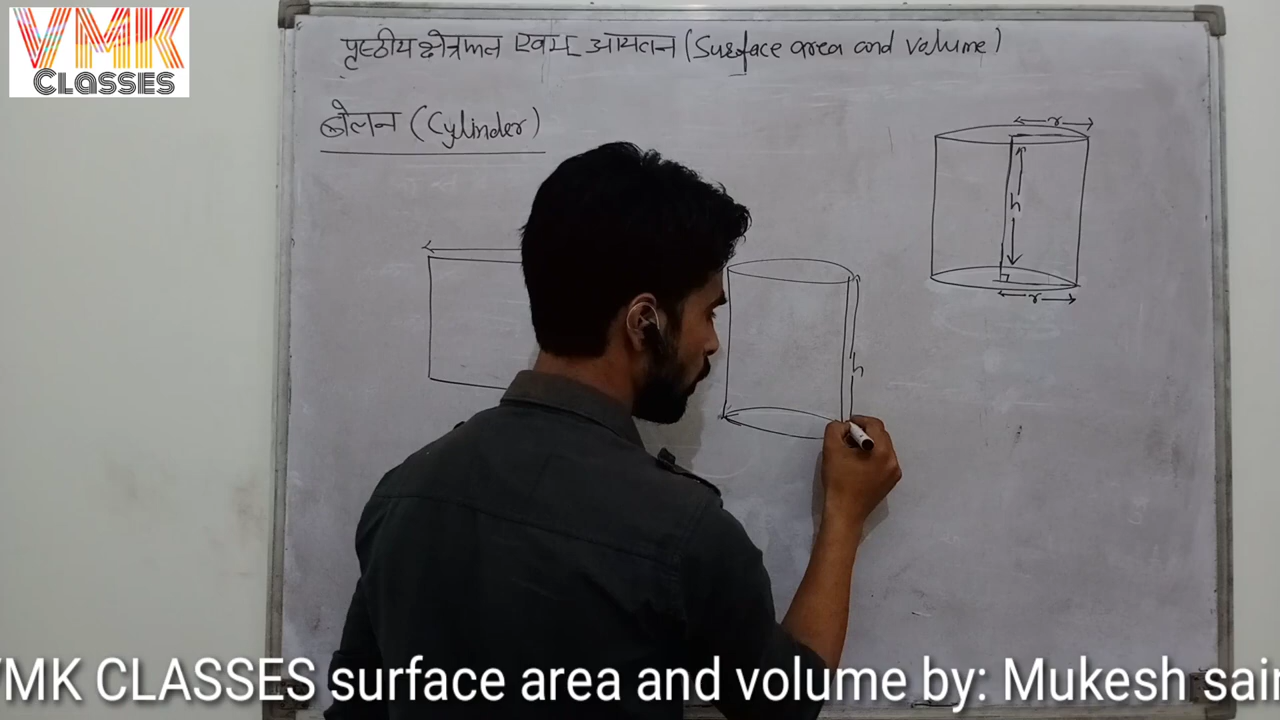 VMK
CLASSES
पृष्ठीय क्षेत्रफल एवम् आयतन (Surface area and volume)
बेलन (Cylinder)
r
h
r
h
VMK CLASSES surface area and volume by: Mukesh sain